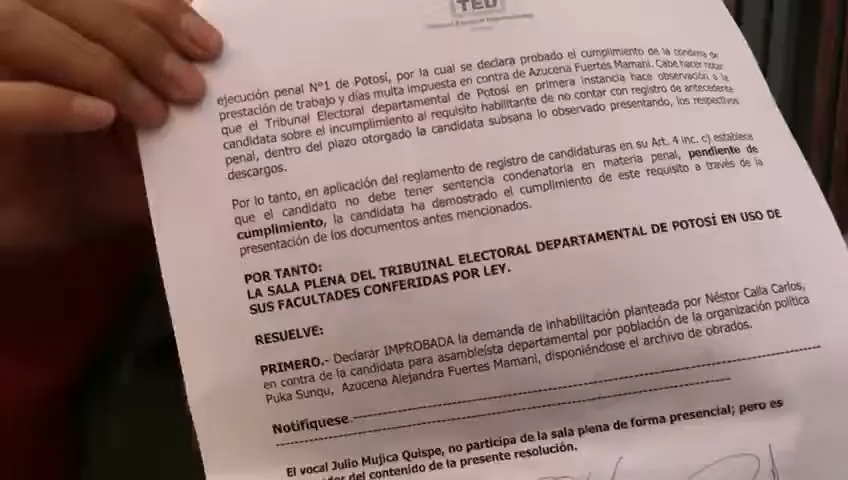 TED
ejecución penal Nº1 de Potosí, por la cual se declara probado el cumplimiento de la condena de
prestación de trabajo y días multa impuesta en contra de Azucena Fuertes Mamani. Cabe hacer notar
que el Tribunal Electoral departamental de Potosí en primera instancia hace observación a la
candidata sobre el incumplimiento al requisito habilitante de no contar con registro de antecedente
penal, dentro del plazo otorgado la candidata subsana lo observado presentando, los respectivos
descargos.
Por lo tanto, en aplicación del reglamento de registro de candidaturas en su Art. 4 inc. c) establece
que el candidato no debe tener sentencia condenatoria en materia penal, pendiente de
cumplimiento, la candidata ha demostrado el cumplimiento de este requisito a través de la
presentación de los documentos antes mencionados.
POR TANTO:
LA SALA PLENA DEL TRIBUINAL ELECTORAL DEPARTAMENTAL DE POTOSÍ EN USO DE
SUS FACULTADES CONFERIDAS POR LEY.
RESUELVE:
PRIMERO.- Declarar IMPROBADA la demanda de inhabilitación planteada por Néstor Calla Carlos,
en contra de la candidata para asambleísta departamental por población de la organización política
Puka Sunqu, Azucena Alejandra Fuertes Mamani, disponiéndose el archivo de obrados.
Notifíquese.
El vocal Julio Mujica Quispe, no participa de la sala plena de forma presencial; pero es
del contenido de la presente resolución.